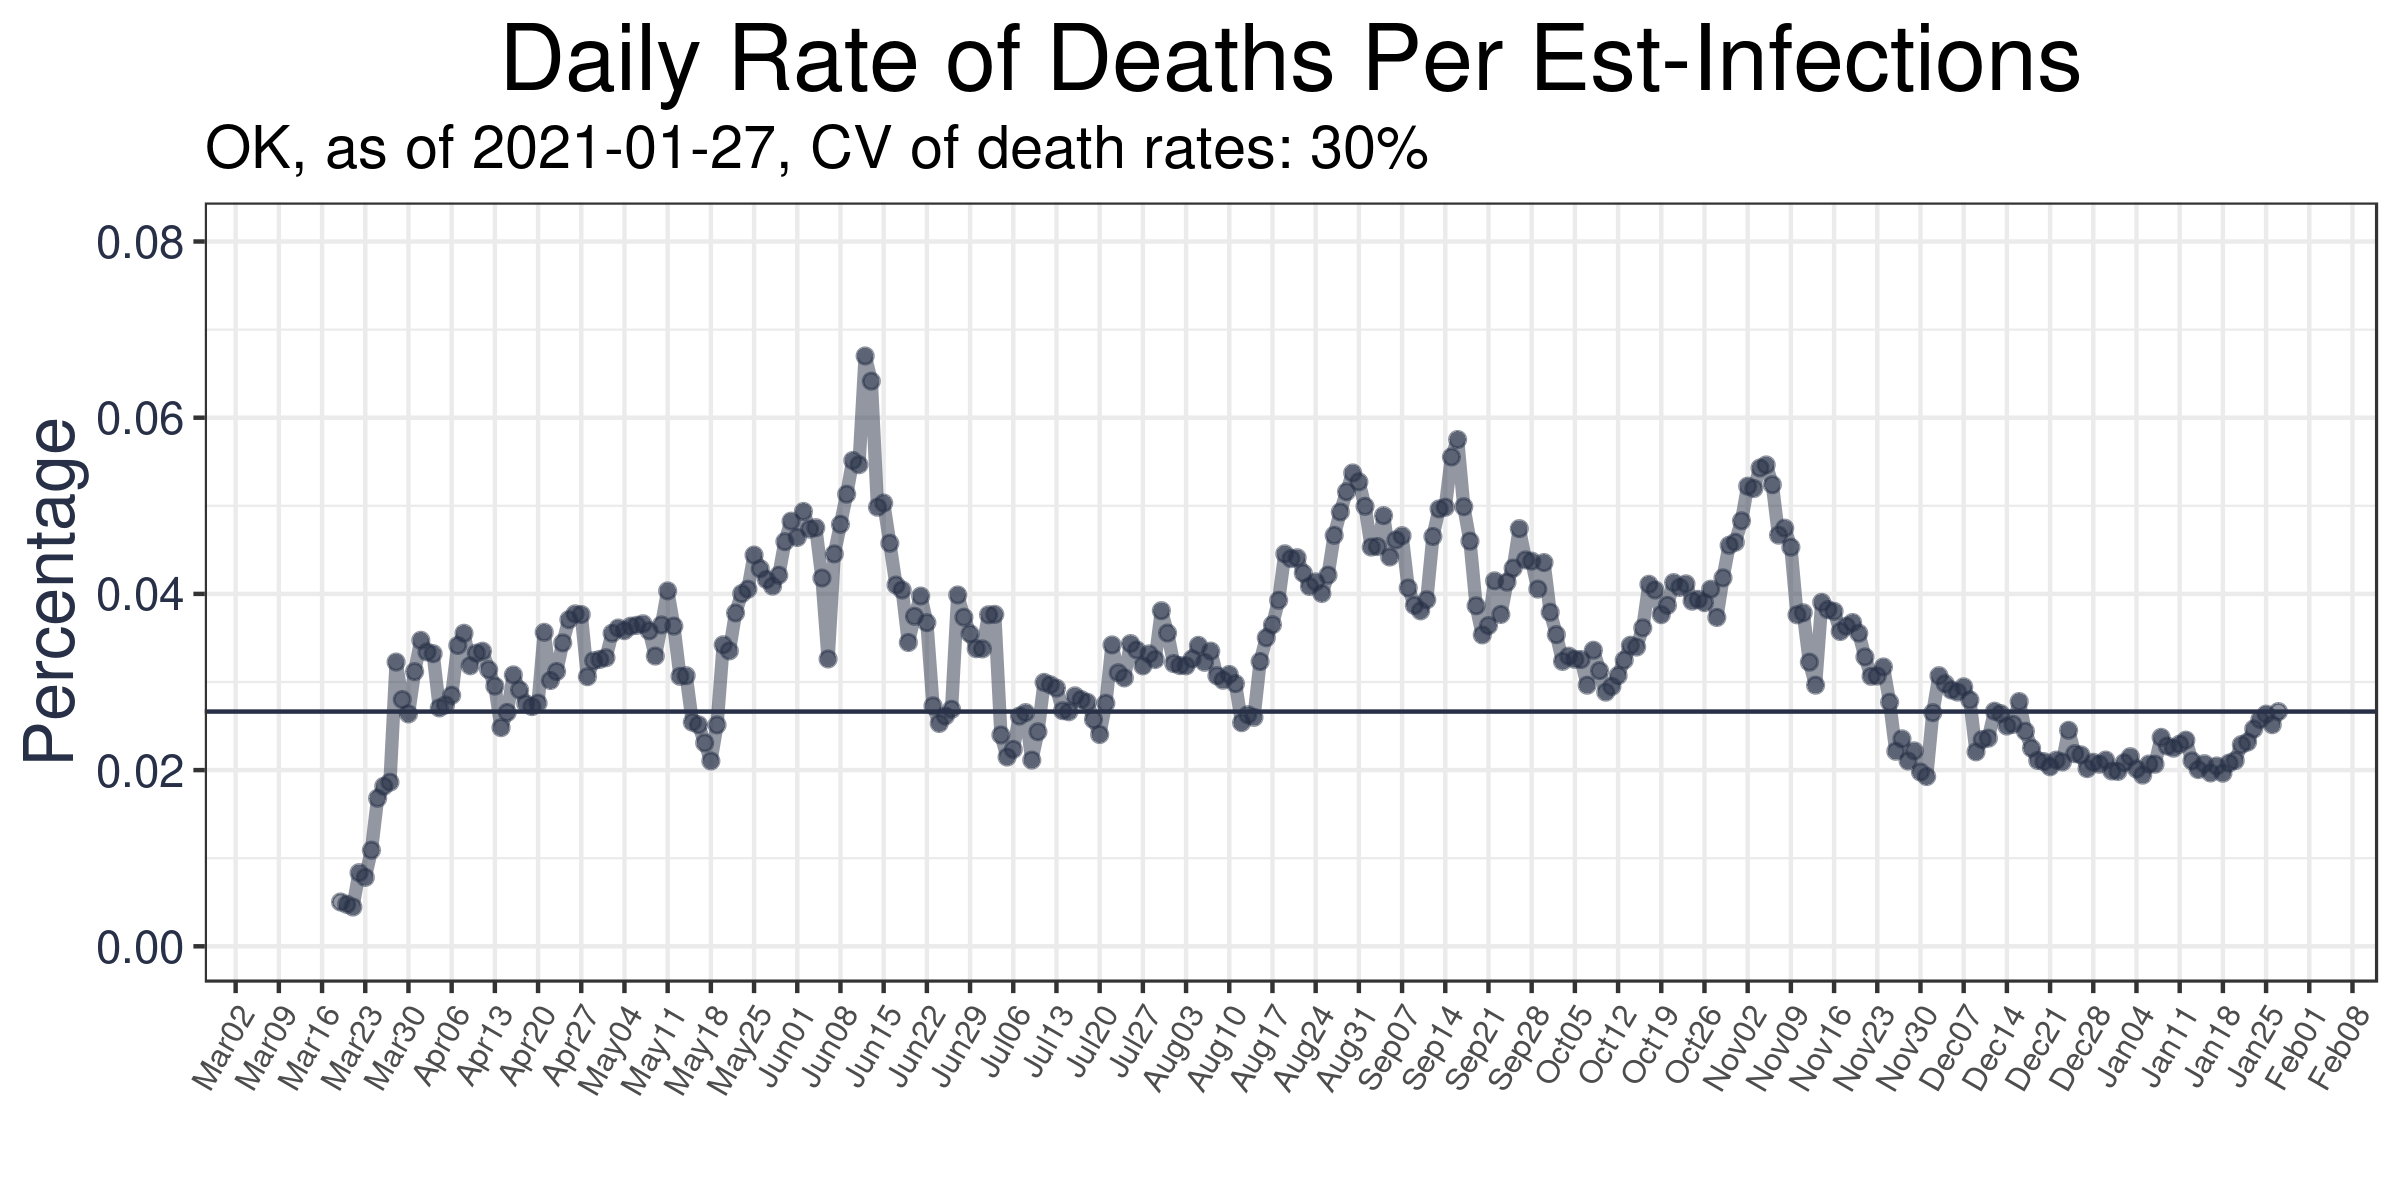 Daily Rate of Deaths Per Est-Infections
OK, as of 2021-01-27, CV of death rates: 30%
Percentage
0.08
0.06
0.04
0.02
0.00
Mar02
Mar09
Mar16
Mar23
Mar30
Apr06
Apr13
Apr20
Apr27
May04
May11
May18
May25
Jun01
Jun08
Jun15
Jun22
Jun29
Jul06
Jul13
Jul20
Jul27
Aug03
Aug10
Aug17
Aug24
Aug31
Sep07
Sep14
Sep21
Sep28
Oct05
Oct12
Oct19
Oct26
Nov02
Nov09
Nov16
Nov23
Nov30
Dec07
Dec14
Dec21
Dec28
Jan04
Jan11
Jan18
Jan25
Feb01
Feb08